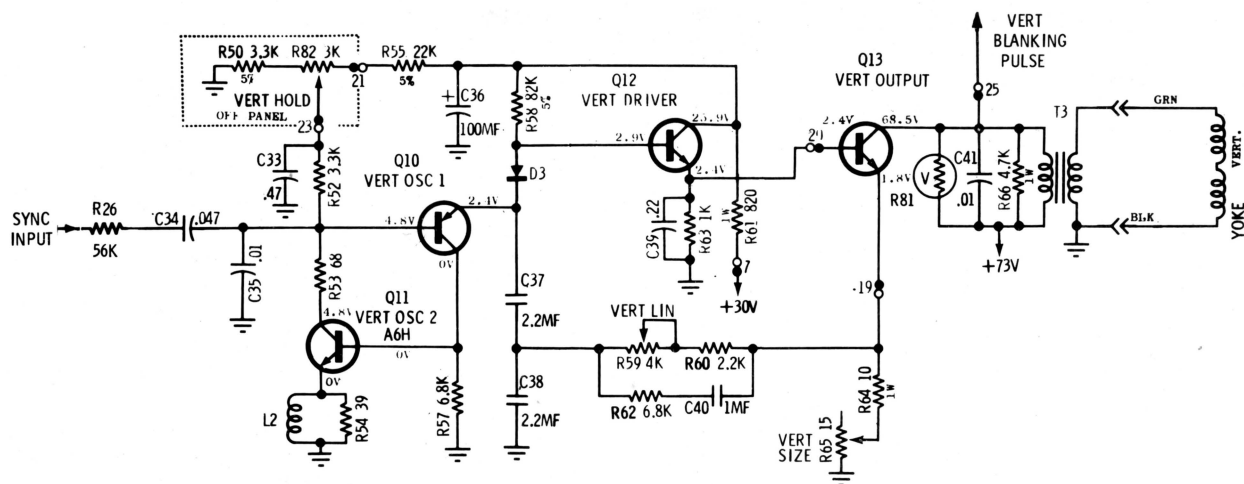 R50 3.3K
5%
R82 3K
VERT HOLD
OFF PANEL
21
23
R55 22K
5%
C36
+
100MF
R58 82K
5%
Q12
VERT DRIVER
2.9V
23.9V
2.4V
Q13
VERT OUTPUT
2.4V
68.5V
1.8V
20
VERT
BLANKING
PULSE
25
T3
GRN
BLK
VERT.
YOKE
V
R81
C41
.01
R66 4.7K
1W
+73V
C33
.47
R52 3.3K
Q10
VERT OSC 1
4.8V
2.4V
0V
D3
SYNC
INPUT
R26
56K
C34
.047
C35
.01
R53 68
Q11
VERT OSC 2
A6H
4.8V
0V
0V
L2
R54 39
R57 6.8K
C37
2.2MF
C38
2.2MF
C39
.22
R63 1K
1W
R61 820
7
+30V
VERT LIN
R59 4K
R60 2.2K
R62 6.8K
C40
1MF
.19
R64 10
1W
VERT
SIZE
R65 15